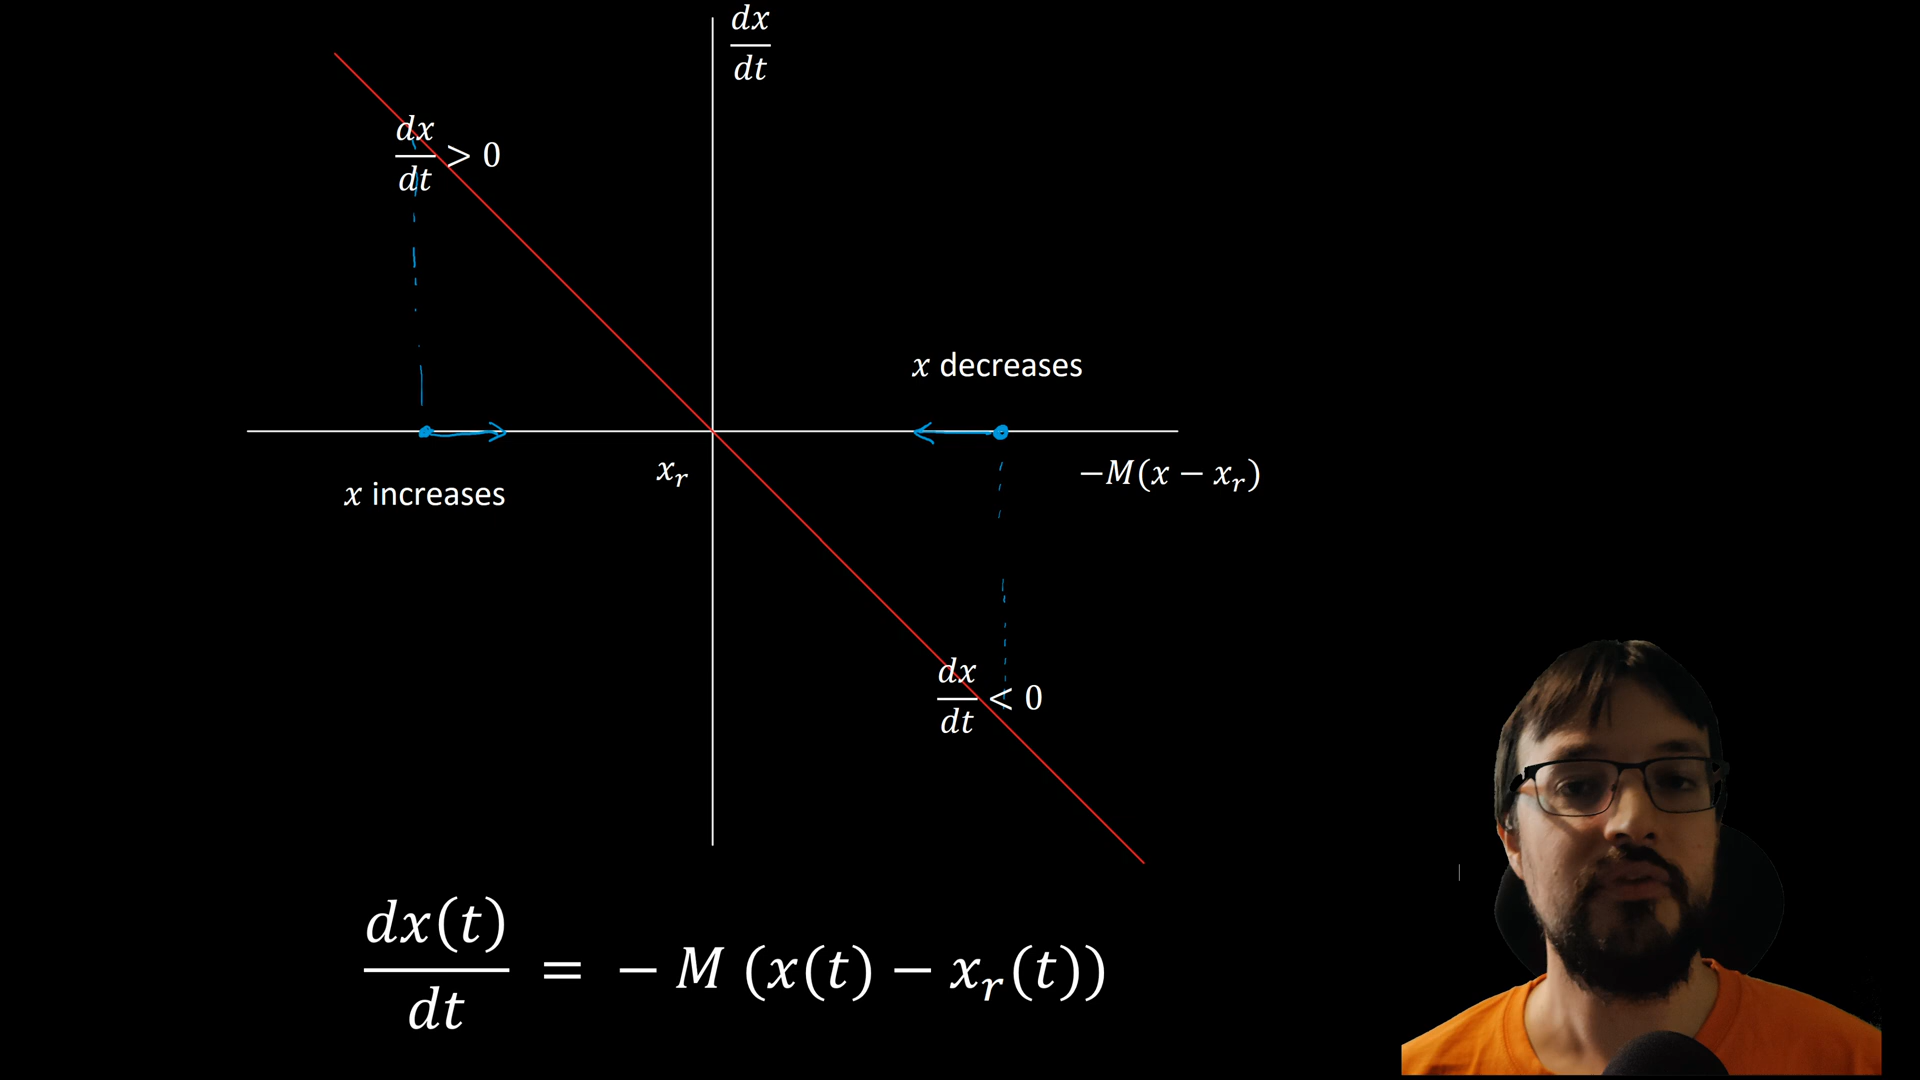 dx/dt
dx/dt > 0
x decreases
x_r
−M(x − x_r)
x increases
dx/dt < 0
dx(t)/dt = − M (x(t) − x_r(t))